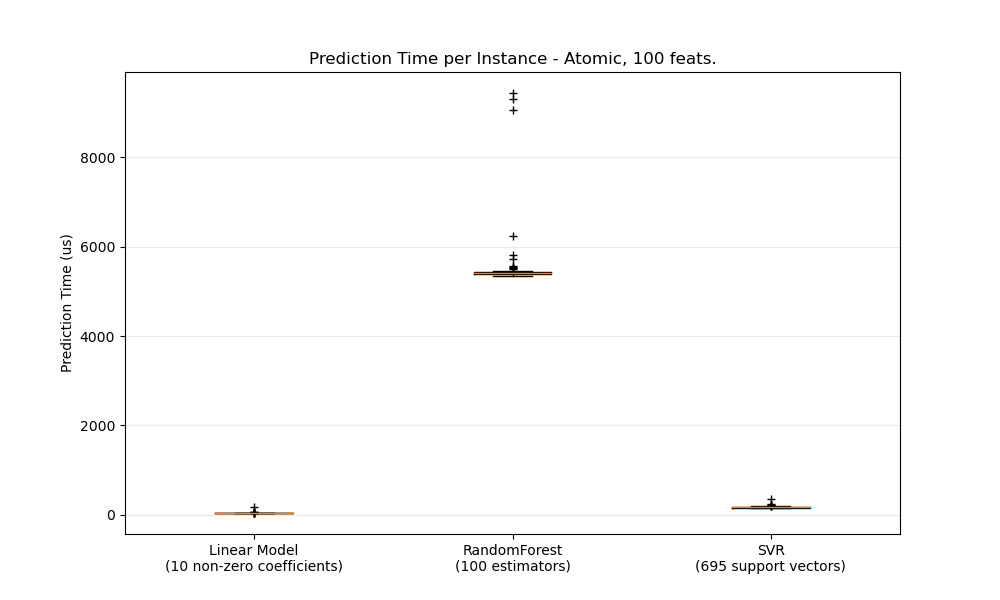 Prediction Time per Instance - Atomic, 100 feats.
Prediction Time (us)
8000
6000
4000
2000
0
Linear Model
(10 non-zero coefficients)
RandomForest
(100 estimators)
SVR
(695 support vectors)